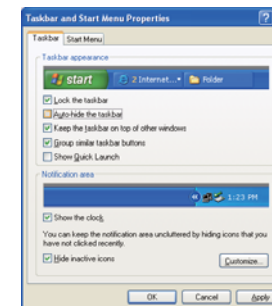 Taskbar and Start Menu Properties
Taskbar Start Menu
Taskbar appearance
start 2 Internet... Folder
Lock the taskbar
Auto-hide the taskbar
Keep the taskbar on top of other windows
Group similar taskbar buttons
Show Quick Launch
Notification area
1:23 PM
Show the clock
You can keep the notification area uncluttered by hiding icons that you
have not clicked recently.
Hide inactive icons
Customize...
OK Cancel Apply